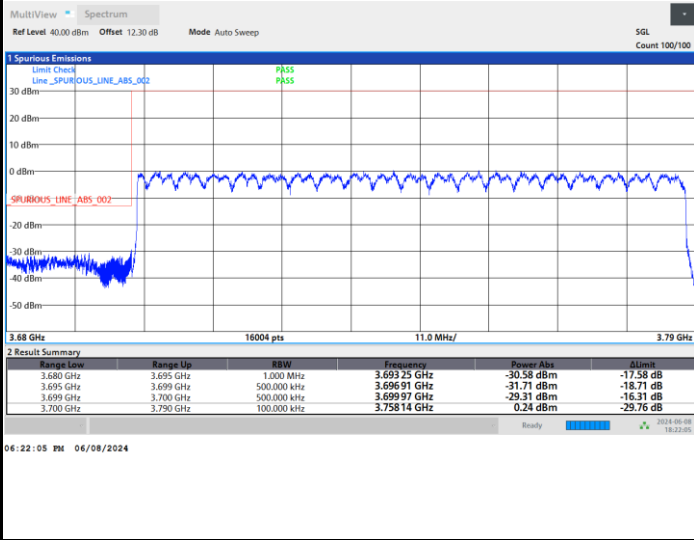 MultiView Spectrum
Ref Level 40.00 dBm Offset 12.30 dB Mode Auto Sweep SGL
Count 100/100
1 Spurious Emissions
Limit Check PASS
Line _SPURIOUS_LINE_ABS_002 PASS
30 dBm
20 dBm
10 dBm
0 dBm
_SPURIOUS_LINE_ABS_002
-20 dBm
-30 dBm
-40 dBm
-50 dBm
3.68 GHz 16004 pts 11.0 MHz/ 3.79 GHz
2 Result Summary
Range Low Range Up RBW Frequency Power Abs ΔLimit
3.680 GHz 3.695 GHz 1.000 MHz 3.693 25 GHz -30.58 dBm -17.58 dB
3.695 GHz 3.699 GHz 500.000 kHz 3.696 91 GHz -31.71 dBm -18.71 dB
3.699 GHz 3.700 GHz 500.000 kHz 3.699 97 GHz -29.31 dBm -16.31 dB
3.700 GHz 3.790 GHz 100.000 kHz 3.758 14 GHz 0.24 dBm -29.76 dB
Ready 2024-06-08
18:22:05
06:22:05 PM 06/08/2024